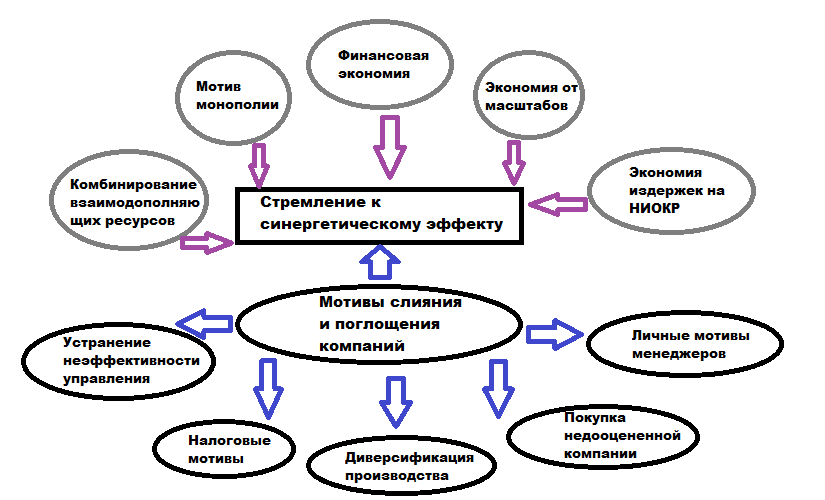 Финансовая
экономия
Мотив
монополии
Экономия от
масштабов
Комбинирование
взаимодополняю
щих ресурсов
Экономия
издержек на
НИОКР
Стремление к
синергетическому эффекту
Мотивы слияния
и поглощения
компаний
Устранение
неэффективности
управления
Личные мотивы
менеджеров
Налоговые
мотивы
Диверсификация
производства
Покупка
недооцененной
компании